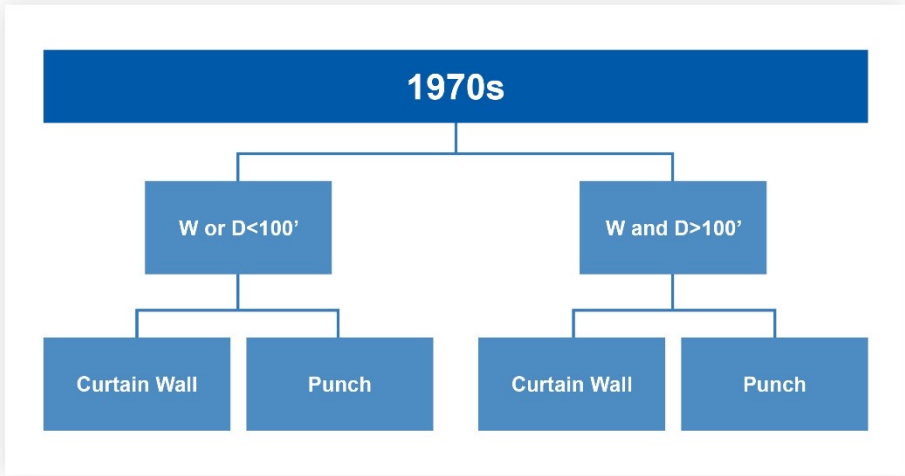 1970s
W or D<100’
W and D>100’
Curtain Wall
Punch
Curtain Wall
Punch